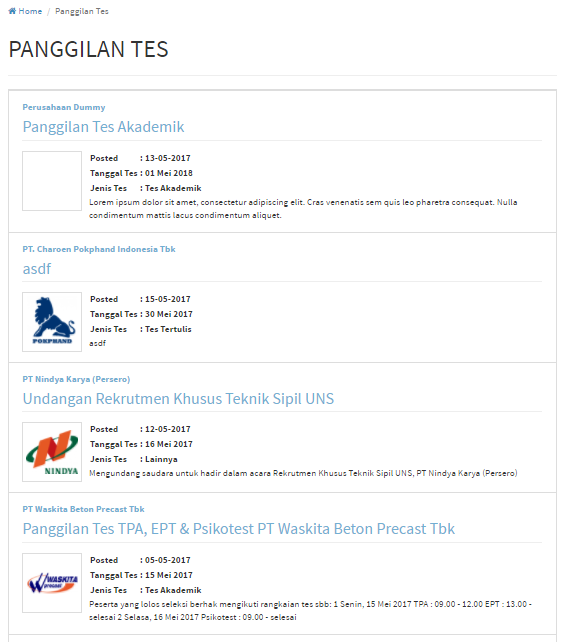 Home / Panggilan Tes
PANGGILAN TES
Perusahaan Dummy
Panggilan Tes Akademik
Posted : 13-05-2017
Tanggal Tes : 01 Mei 2018
Jenis Tes : Tes Akademik
Lorem ipsum dolor sit amet, consectetur adipiscing elit. Cras venenatis sem quis leo pharetra consequat. Nulla
condimentum mattis lacus condimentum aliquet.
PT. Charoen Pokphand Indonesia Tbk
asdf
POKPHAND
Posted : 15-05-2017
Tanggal Tes : 30 Mei 2017
Jenis Tes : Tes Tertulis
asdf
PT Nindya Karya (Persero)
Undangan Rekrutmen Khusus Teknik Sipil UNS
NINDYA
Posted : 12-05-2017
Tanggal Tes : 16 Mei 2017
Jenis Tes : Lainnya
Mengundang saudara untuk hadir dalam acara Rekrutmen Khusus Teknik Sipil UNS, PT Nindya Karya (Persero)
PT Waskita Beton Precast Tbk
Panggilan Tes TPA, EPT & Psikotest PT Waskita Beton Precast Tbk
WASKITA
precast
Posted : 05-05-2017
Tanggal Tes : 15 Mei 2017
Jenis Tes : Tes Akademik
Peserta yang lolos seleksi berhak mengikuti rangkaian tes sbb: 1 Senin, 15 Mei 2017 TPA : 09.00 - 12.00 EPT : 13.00 -
selesai 2 Selasa, 16 Mei 2017 Psikotest : 09.00 - selesai